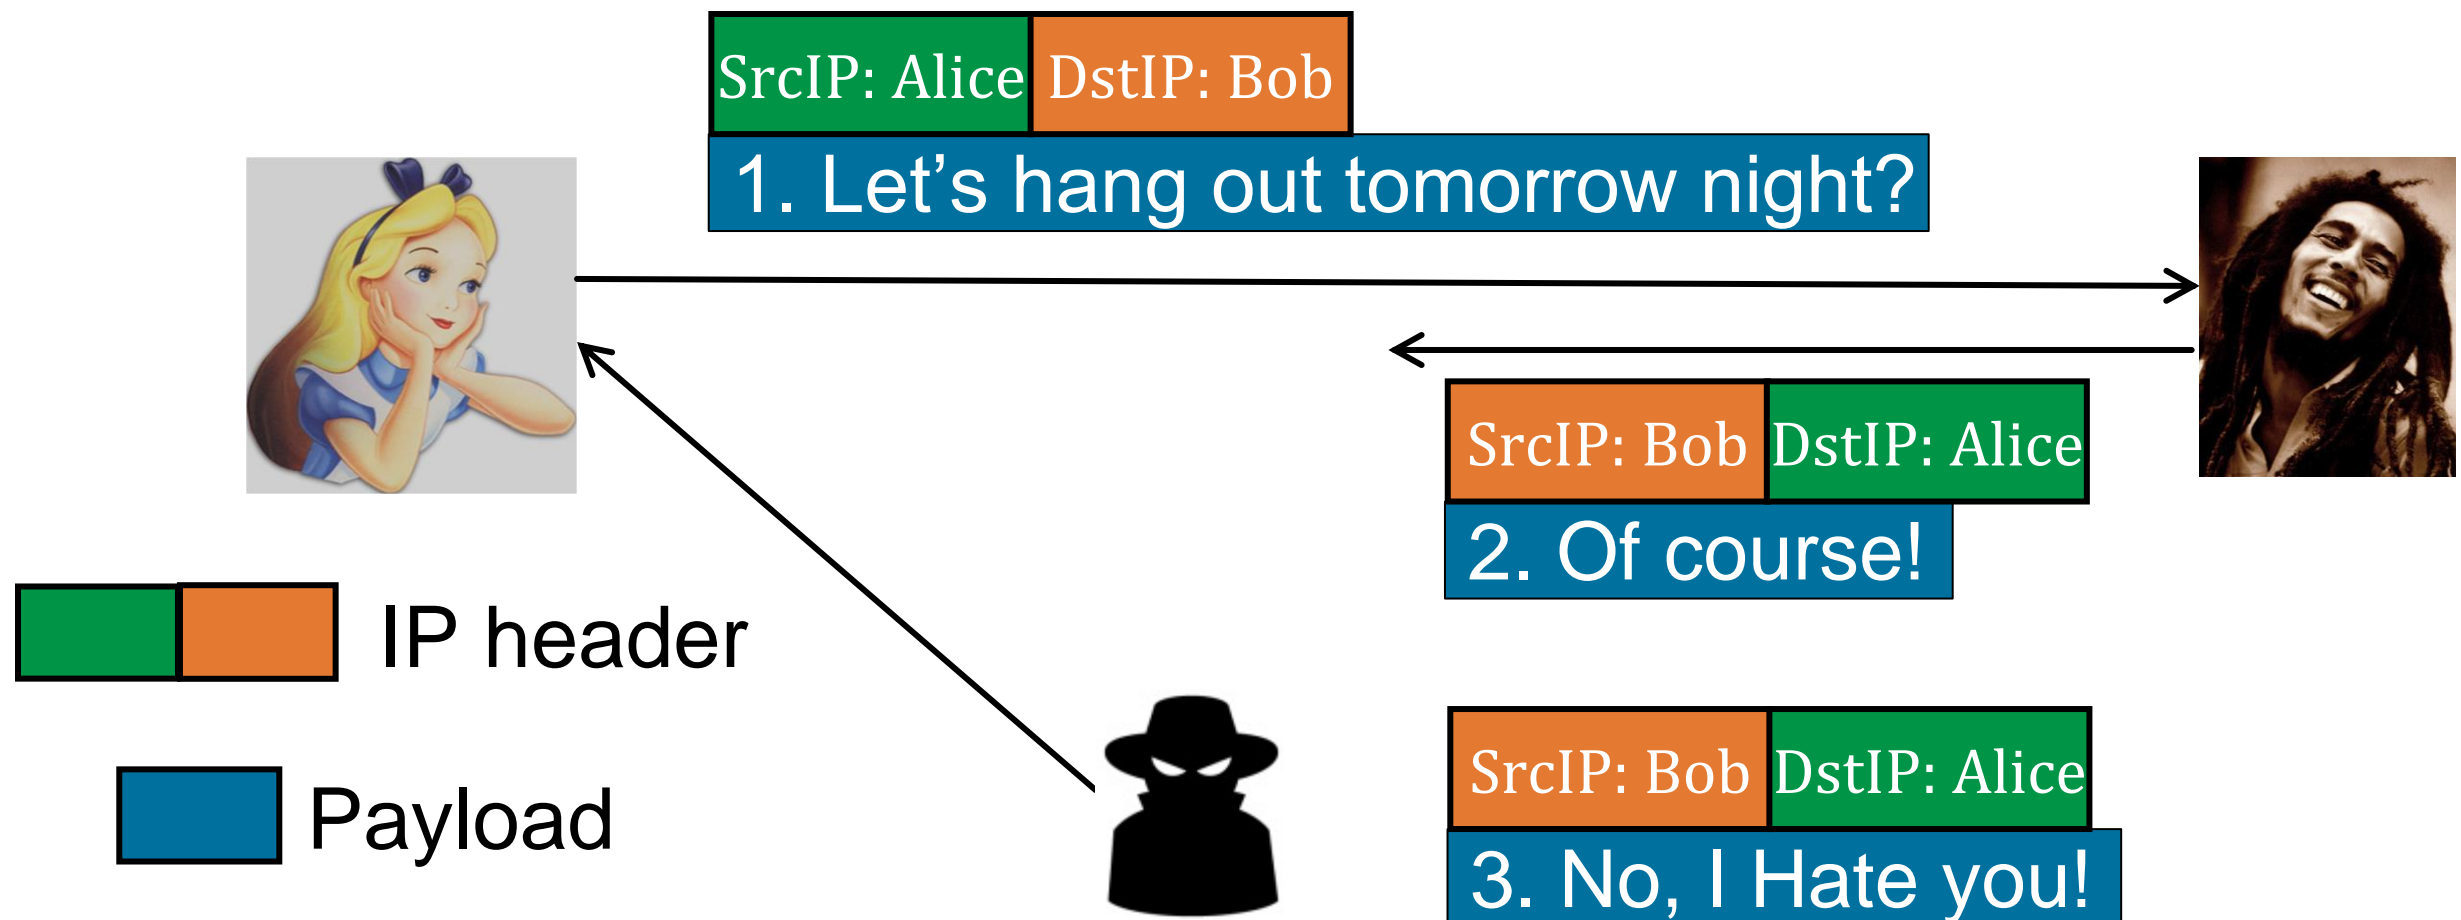 SrcIP: Alice DstIP: Bob
1. Let’s hang out tomorrow night?
SrcIP: Bob DstIP: Alice
2. Of course!
IP header
SrcIP: Bob DstIP: Alice
Payload
3. No, I Hate you!